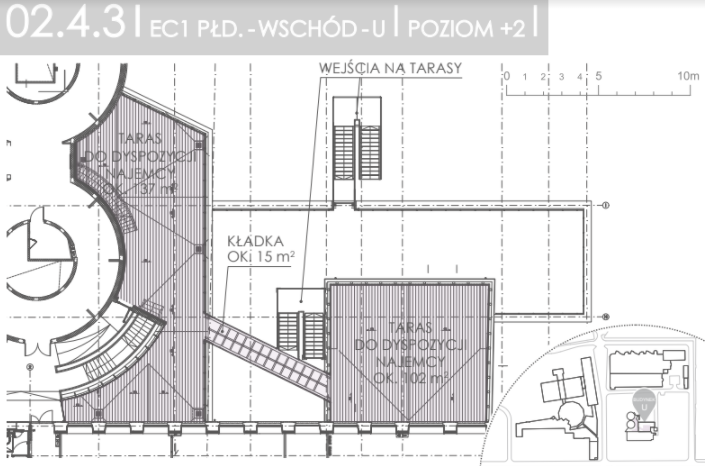 02.4.3 | EC1 PŁD. - WSCHÓD - U | POZIOM +2 |
WEJŚCIA NA TARASY
0 1 2 3 4 5 10m
TARAS
DO DYSPOZYCJI
NAJEMCY
OK. 37 m²
KŁADKA
OK. 15 m²
TARAS
DO DYSPOZYCJI
NAJEMCY
OK. 102 m²
U